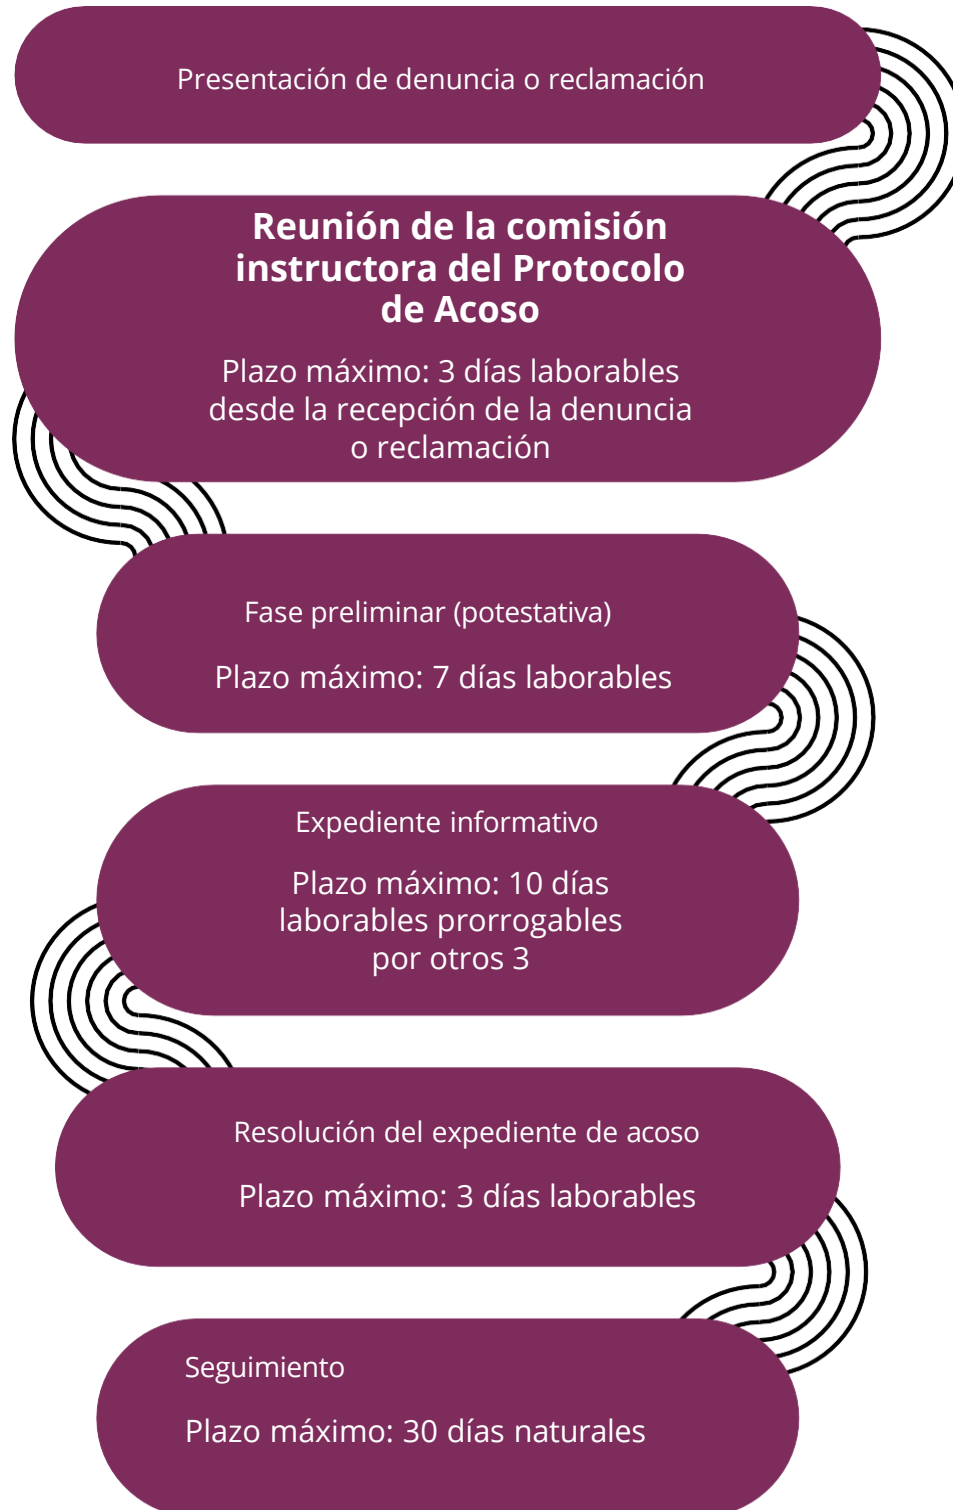 Presentación de denuncia o reclamación
Reunión de la comisión
instructora del Protocolo
de Acoso
Plazo máximo: 3 días laborables
desde la recepción de la denuncia
o reclamación
Fase preliminar (potestativa)
Plazo máximo: 7 días laborables
Expediente informativo
Plazo máximo: 10 días
laborables prorrogables
por otros 3
Resolución del expediente de acoso
Plazo máximo: 3 días laborables
Seguimiento
Plazo máximo: 30 días naturales